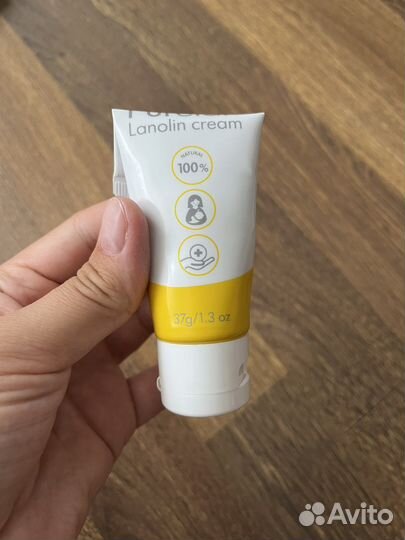 Lanolin cream
NATURAL
100%
37g/1.3 oz
Avito